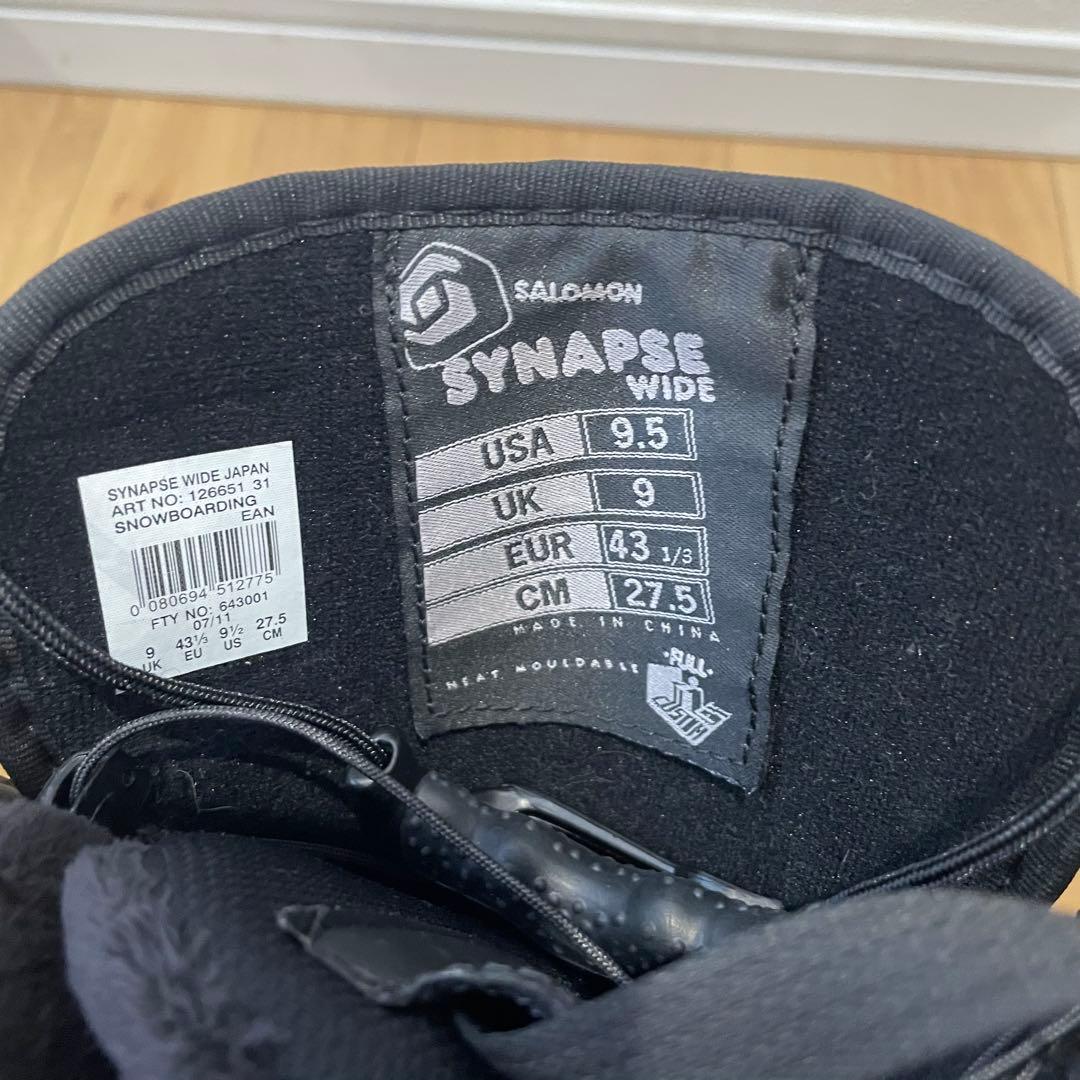 SALOMON
SYNAPSE
WIDE
USA 9.5
UK 9
EUR 43 1/3
CM 27.5
MADE IN CHINA
HEAT MOULDABLE
·FULL·
SYNAPSE WIDE JAPAN
ART NO: 126651 31
SNOWBOARDING
EAN
0 080694 512775
FTY NO: 643001
07/11
9 43⅓ 9½ 27.5
UK EU US CM